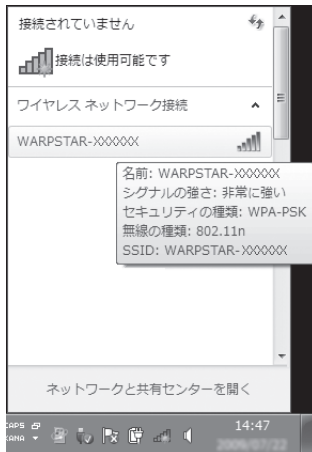 接続されていません
接続は使用可能です
ワイヤレス ネットワーク接続
WARPSTAR-XXXXXX
名前: WARPSTAR-XXXXXX
シグナルの強さ: 非常に強い
セキュリティの種類: WPA-PSK
無線の種類: 802.11n
SSID: WARPSTAR-XXXXXX
ネットワークと共有センターを開く
CAPS
KANA
14:47
2009/07/22